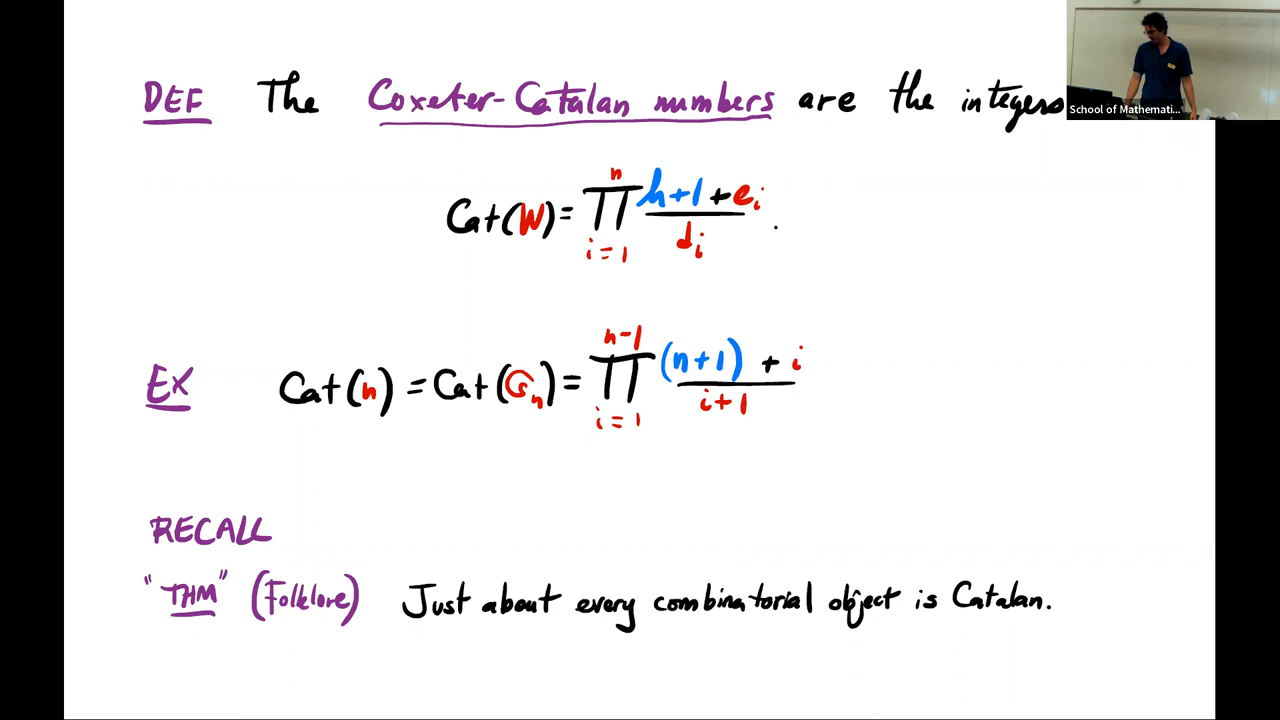 DEF The Coxeter-Catalan numbers are the integers
School of Mathemati...
Cat(W) = ∏_{i=1}^{n} (h+1+e_i)/(d_i).
EX Cat(n) = Cat(𝔖_n) = ∏_{i=1}^{n-1} ((n+1)+i)/(i+1)
RECALL
"THM" (Folklore) Just about every combinatorial object is Catalan.